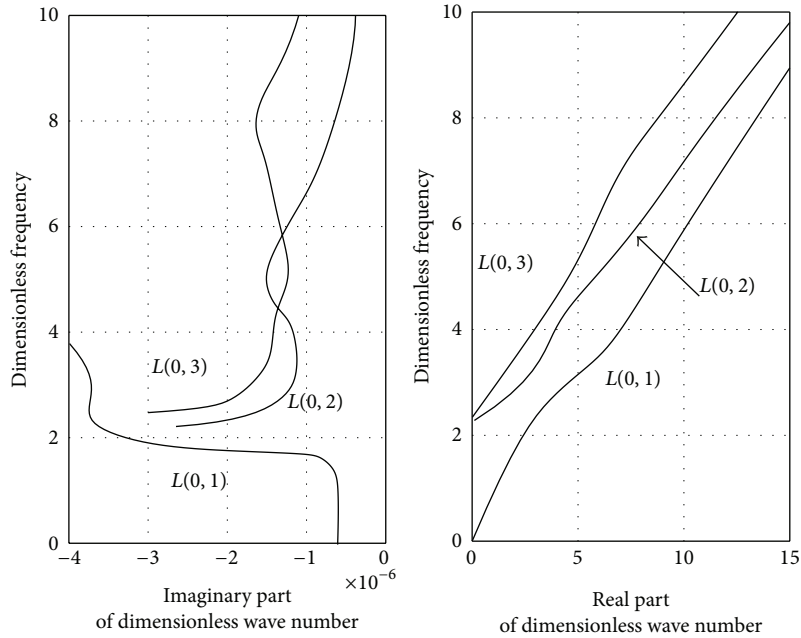 10
8
6
4
2
0
Dimensionless frequency
L(0, 3)
L(0, 2)
L(0, 1)
−4
−3
−2
−1
0
×10−6
Imaginary part
of dimensionless wave number
10
8
6
4
2
0
Dimensionless frequency
L(0, 3)
L(0, 2)
L(0, 1)
0
5
10
15
Real part
of dimensionless wave number